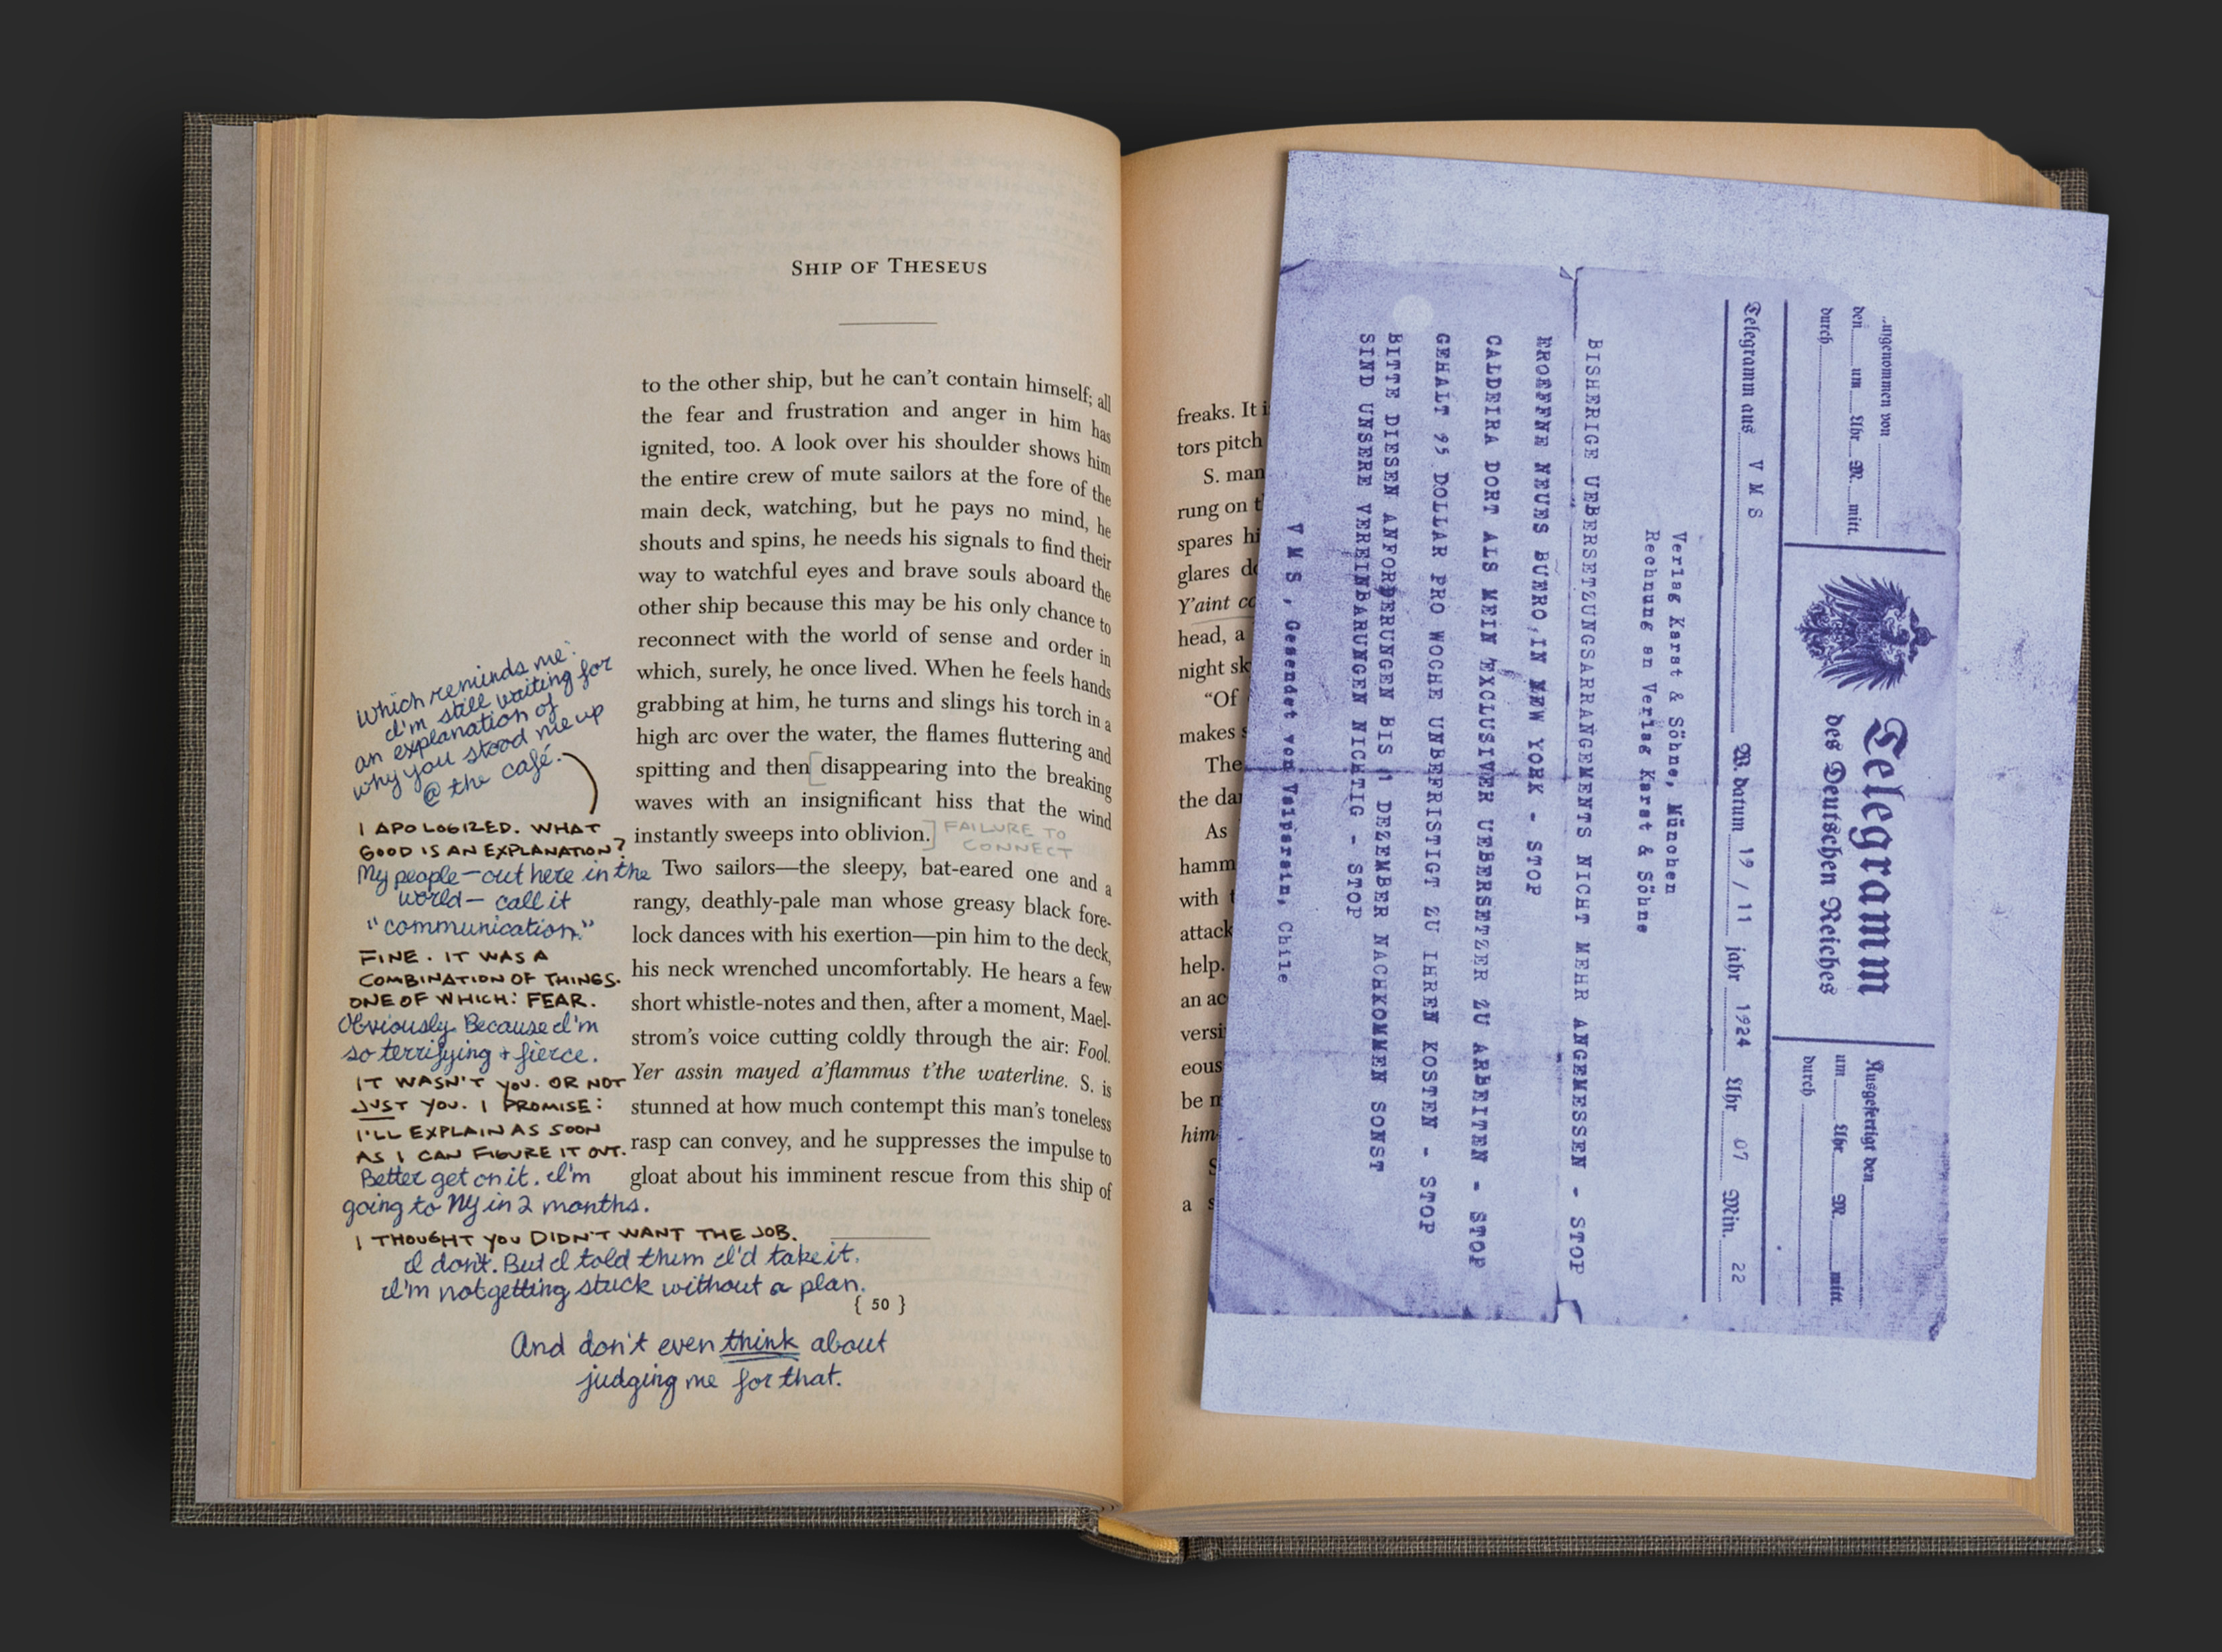 SHIP OF THESEUS
to the other ship, but he can't contain himself; all
the fear and frustration and anger in him has
ignited, too. A look over his shoulder shows him
the entire crew of mute sailors at the fore of the
main deck, watching, but he pays no mind, he
shouts and spins, he needs his signals to find their
way to watchful eyes and brave souls aboard the
other ship because this may be his only chance to
reconnect with the world of sense and order in
which, surely, he once lived. When he feels hands
grabbing at him, he turns and slings his torch in a
high arc over the water, the flames fluttering and
spitting and then [disappearing into the breaking
waves with an insignificant hiss that the wind
instantly sweeps into oblivion.]
FAILURE TO
CONNECT
Two sailors—the sleepy, bat-eared one and a
rangy, deathly-pale man whose greasy black fore-
lock dances with his exertion—pin him to the deck,
his neck wrenched uncomfortably. He hears a few
short whistle-notes and then, after a moment, Mael-
strom's voice cutting coldly through the air: Fool.
Yer assin mayed a'flammus t'the waterline. S. is
stunned at how much contempt this man's toneless
rasp can convey, and he suppresses the impulse to
gloat about his imminent rescue from this ship of
{ 50 }
Which reminds me:
I'm still waiting for
an explanation of
why you stood me up
@ the café.
I APOLOGIZED. WHAT
GOOD IS AN EXPLANATION?
My people—out here in the
world—call it
"communication."
FINE. IT WAS A
COMBINATION OF THINGS.
ONE OF WHICH: FEAR.
Obviously. Because I'm
so terrifying + fierce.
IT WASN'T YOU. OR NOT
JUST YOU. I PROMISE:
I'LL EXPLAIN AS SOON
AS I CAN FIGURE IT OUT.
Better get on it. I'm
going to NY in 2 months.
I THOUGHT YOU DIDN'T WANT THE JOB.
I don't. But I told them I'd take it.
I'm not getting stuck without a plan.
And don't even think about
judging me for that.
freaks. It
tors pitch
S. man
rung on
spares
glares
Y'aint
head, a
night
"Of
makes
The
the
As
hamm
with
attack
help.
an
versi
eous
be
him
S
a
ngenommen von
den um Uhr M. mitt.
durch
Telegramm
des Deutschen Reiches
Ausgefertigt den
um Uhr M. mitt.
durch
Telegramm aus V M S W. datum 19 / 11 jahr 1924 Uhr 07 Min. 22
Verlag Karst & Söhne, München
Rechnung an Verlag Karst & Söhne
BISHERIGE UEBERSETZUNGSARRANGEMENTS NICHT MEHR ANGEMESSEN - STOP
EROEFFNE NEUES BUERO IN NEW YORK - STOP
CALDEIRA DORT ALS MEIN EXCLUSIVER UEBERSETZER ZU ARBEITEN - STOP
GEHALT 95 DOLLAR PRO WOCHE UNBEFRISTIGT ZU IHREN KOSTEN - STOP
BITTE DIESEN ANFORDERUNGEN BIS 1 DEZEMBER NACHKOMMEN SONST
SIND UNSERE VEREINBARUNGEN NICHTIG - STOP
V M S , Gesendet von Valparsin, Chile